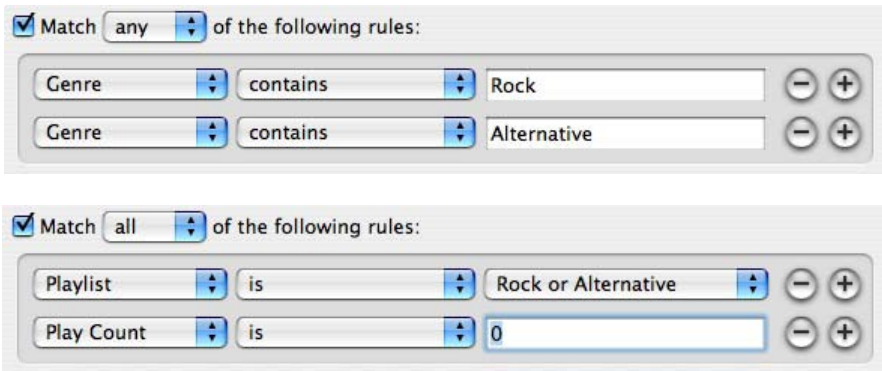 Match any of the following rules:
Genre contains Rock
Genre contains Alternative
Match all of the following rules:
Playlist is Rock or Alternative
Play Count is 0